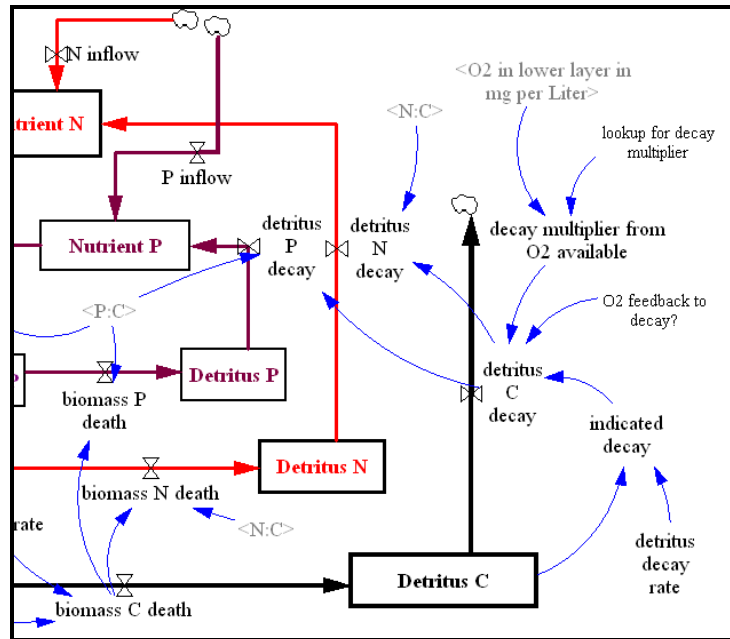 N inflow
<O2 in lower layer in
mg per Liter>
trient N
<N:C>
lookup for decay
multiplier
P inflow
Nutrient P
detritus
P
decay
detritus
N
decay
decay multiplier from
O2 available
<P:C>
O2 feedback to
decay?
Detritus P
biomass P
death
detritus
C
decay
indicated
decay
Detritus N
biomass N death
rate
<N:C>
detritus
decay
rate
Detritus C
biomass C death